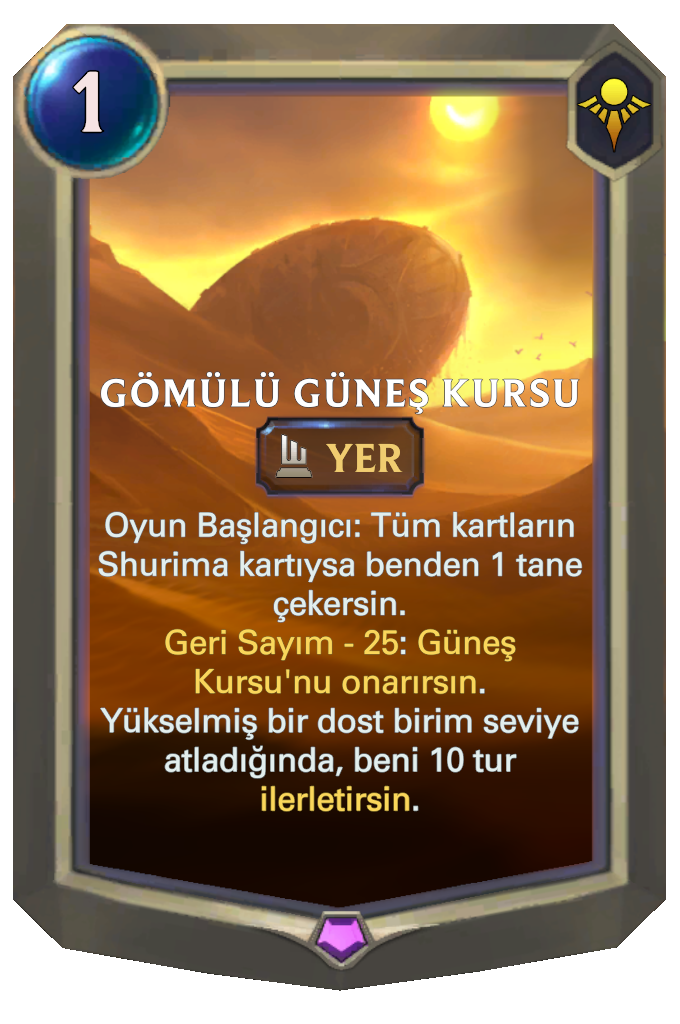 1
GÖMÜLÜ GÜNEŞ KURSU
YER
Oyun Başlangıcı: Tüm kartların
Shurima kartıysa benden 1 tane
çekersin.
Geri Sayım - 25: Güneş
Kursu'nu onarırsın.
Yükselmiş bir dost birim seviye
atladığında, beni 10 tur
ilerletirsin.